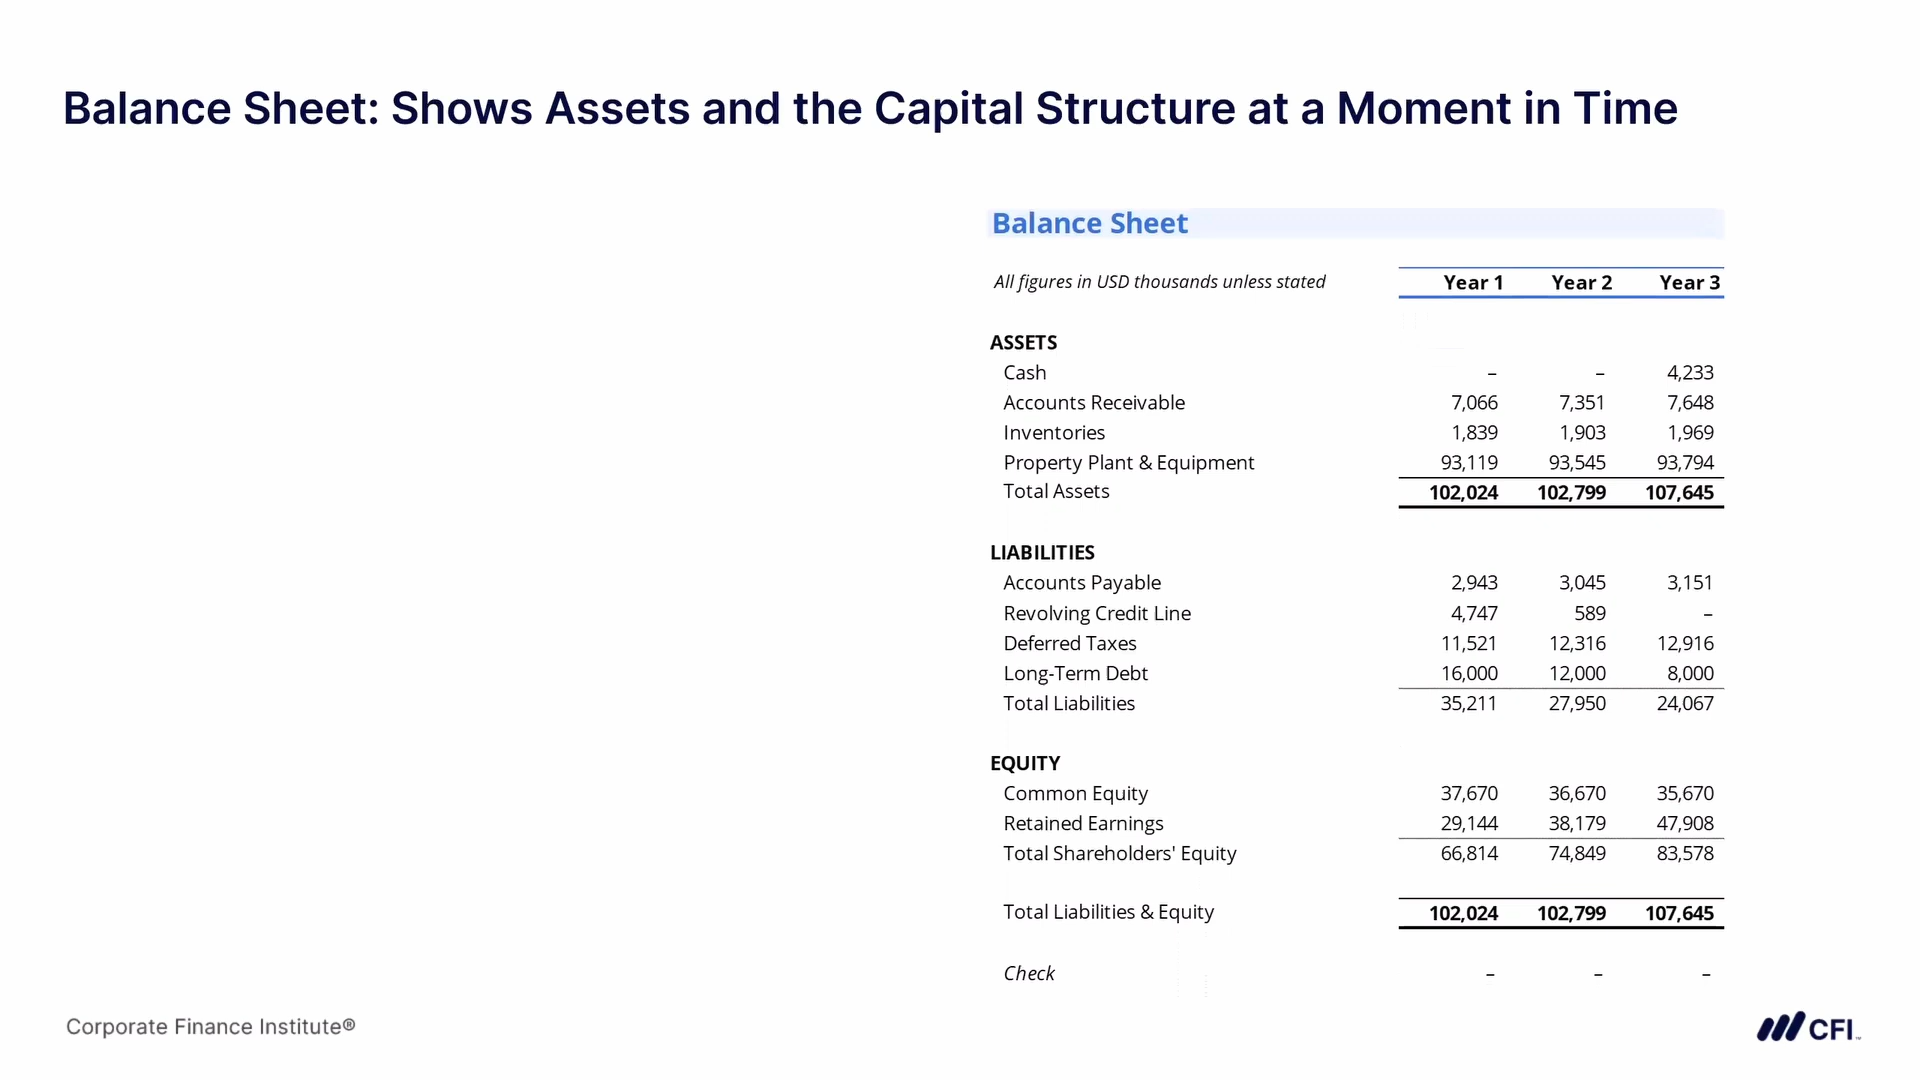 Balance Sheet: Shows Assets and the Capital Structure at a Moment in Time
Balance Sheet
All figures in USD thousands unless stated Year 1 Year 2 Year 3
ASSETS
Cash – – 4,233
Accounts Receivable 7,066 7,351 7,648
Inventories 1,839 1,903 1,969
Property Plant & Equipment 93,119 93,545 93,794
Total Assets 102,024 102,799 107,645
LIABILITIES
Accounts Payable 2,943 3,045 3,151
Revolving Credit Line 4,747 589 –
Deferred Taxes 11,521 12,316 12,916
Long-Term Debt 16,000 12,000 8,000
Total Liabilities 35,211 27,950 24,067
EQUITY
Common Equity 37,670 36,670 35,670
Retained Earnings 29,144 38,179 47,908
Total Shareholders' Equity 66,814 74,849 83,578
Total Liabilities & Equity 102,024 102,799 107,645
Check – – –
Corporate Finance Institute®
CFI™